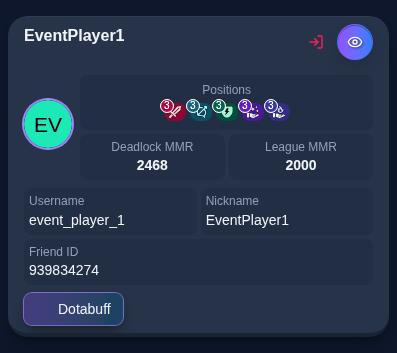 EventPlayer1
EV
Positions
3 3 3 3 3
Deadlock MMR
2468
League MMR
2000
Username
event_player_1
Nickname
EventPlayer1
Friend ID
939834274
Dotabuff